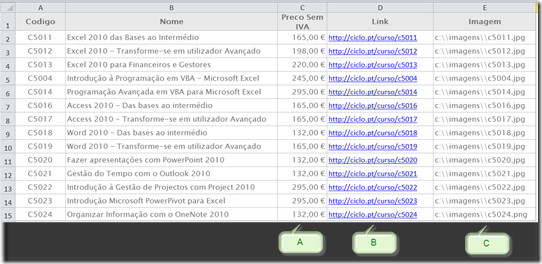 A B C D E
1 Codigo Nome Preco Sem IVA Link Imagem
2 C5011 Excel 2010 das Bases ao Intermédio 165,00 € http://ciclo.pt/curso/c5011 c:\\imagens\\c5011.jpg
3 C5012 Excel 2010 - Transforme-se em utilizador Avançado 198,00 € http://ciclo.pt/curso/c5012 c:\\imagens\\c5012.jpg
4 C5013 Excel 2010 para Financeiros e Gestores 220,00 € http://ciclo.pt/curso/c5013 c:\\imagens\\c5013.jpg
5 C5004 Introdução à Programação em VBA - Microsoft Excel 245,00 € http://ciclo.pt/curso/c5004 c:\\imagens\\c5004.jpg
6 C5014 Programação Avançada em VBA para Microsoft Excel 295,00 € http://ciclo.pt/curso/c5014 c:\\imagens\\c5014.jpg
7 C5016 Access 2010 - Das bases ao intermédio 165,00 € http://ciclo.pt/curso/c5016 c:\\imagens\\c5016.jpg
8 C5017 Access 2010 - Transforme-se em utilizador Avançado 165,00 € http://ciclo.pt/curso/c5017 c:\\imagens\\c5017.jpg
9 C5018 Word 2010 - Das bases ao intermédio 132,00 € http://ciclo.pt/curso/c5018 c:\\imagens\\c5018.jpg
10 C5019 Word 2010 - Transforme-se em utilizador Avançado 165,00 € http://ciclo.pt/curso/c5019 c:\\imagens\\c5019.jpg
11 C5020 Fazer apresentações com PowerPoint 2010 132,00 € http://ciclo.pt/curso/c5020 c:\\imagens\\c5020.jpg
12 C5021 Gestão do Tempo com o Outlook 2010 132,00 € http://ciclo.pt/curso/c5021 c:\\imagens\\c5021.jpg
13 C5022 Introdução à Gestão de Projectos com Project 2010 295,00 € http://ciclo.pt/curso/c5022 c:\\imagens\\c5022.jpg
14 C5023 Introdução Microsoft PowerPivot para Excel 295,00 € http://ciclo.pt/curso/c5023 c:\\imagens\\c5023.jpg
15 C5024 Organizar Informação com o OneNote 2010 132,00 € http://ciclo.pt/curso/c5024 c:\\imagens\\c5024.png
A B C